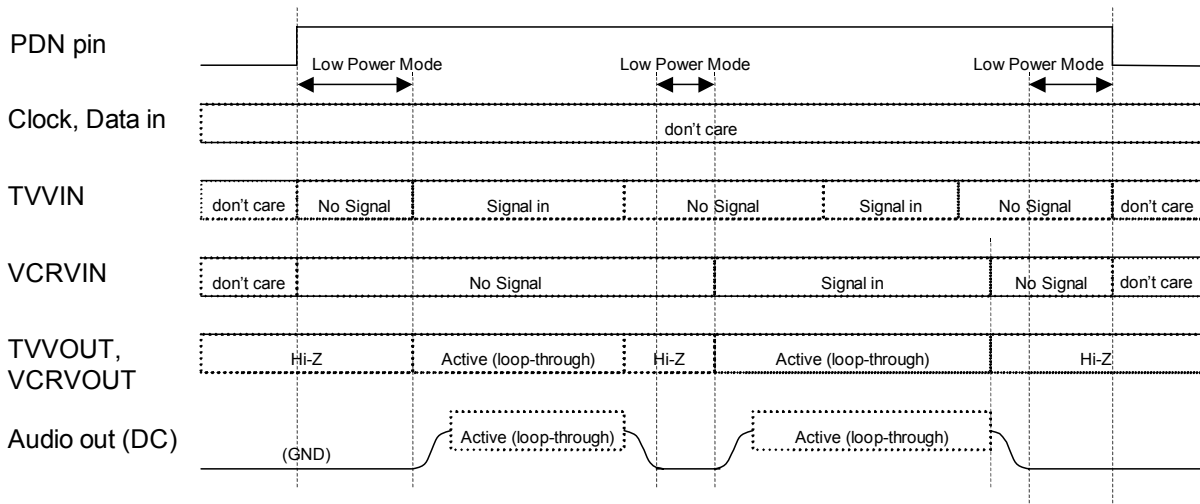 PDN pin
Low Power Mode Low Power Mode Low Power Mode
Clock, Data in
don't care
TVVIN
don't care No Signal Signal in No Signal Signal in No Signal don't care
VCRVIN
don't care No Signal Signal in No Signal don't care
TVVOUT,
VCRVOUT
Hi-Z Active (loop-through) Hi-Z Active (loop-through) Hi-Z
Audio out (DC)
(GND) Active (loop-through) Active (loop-through)